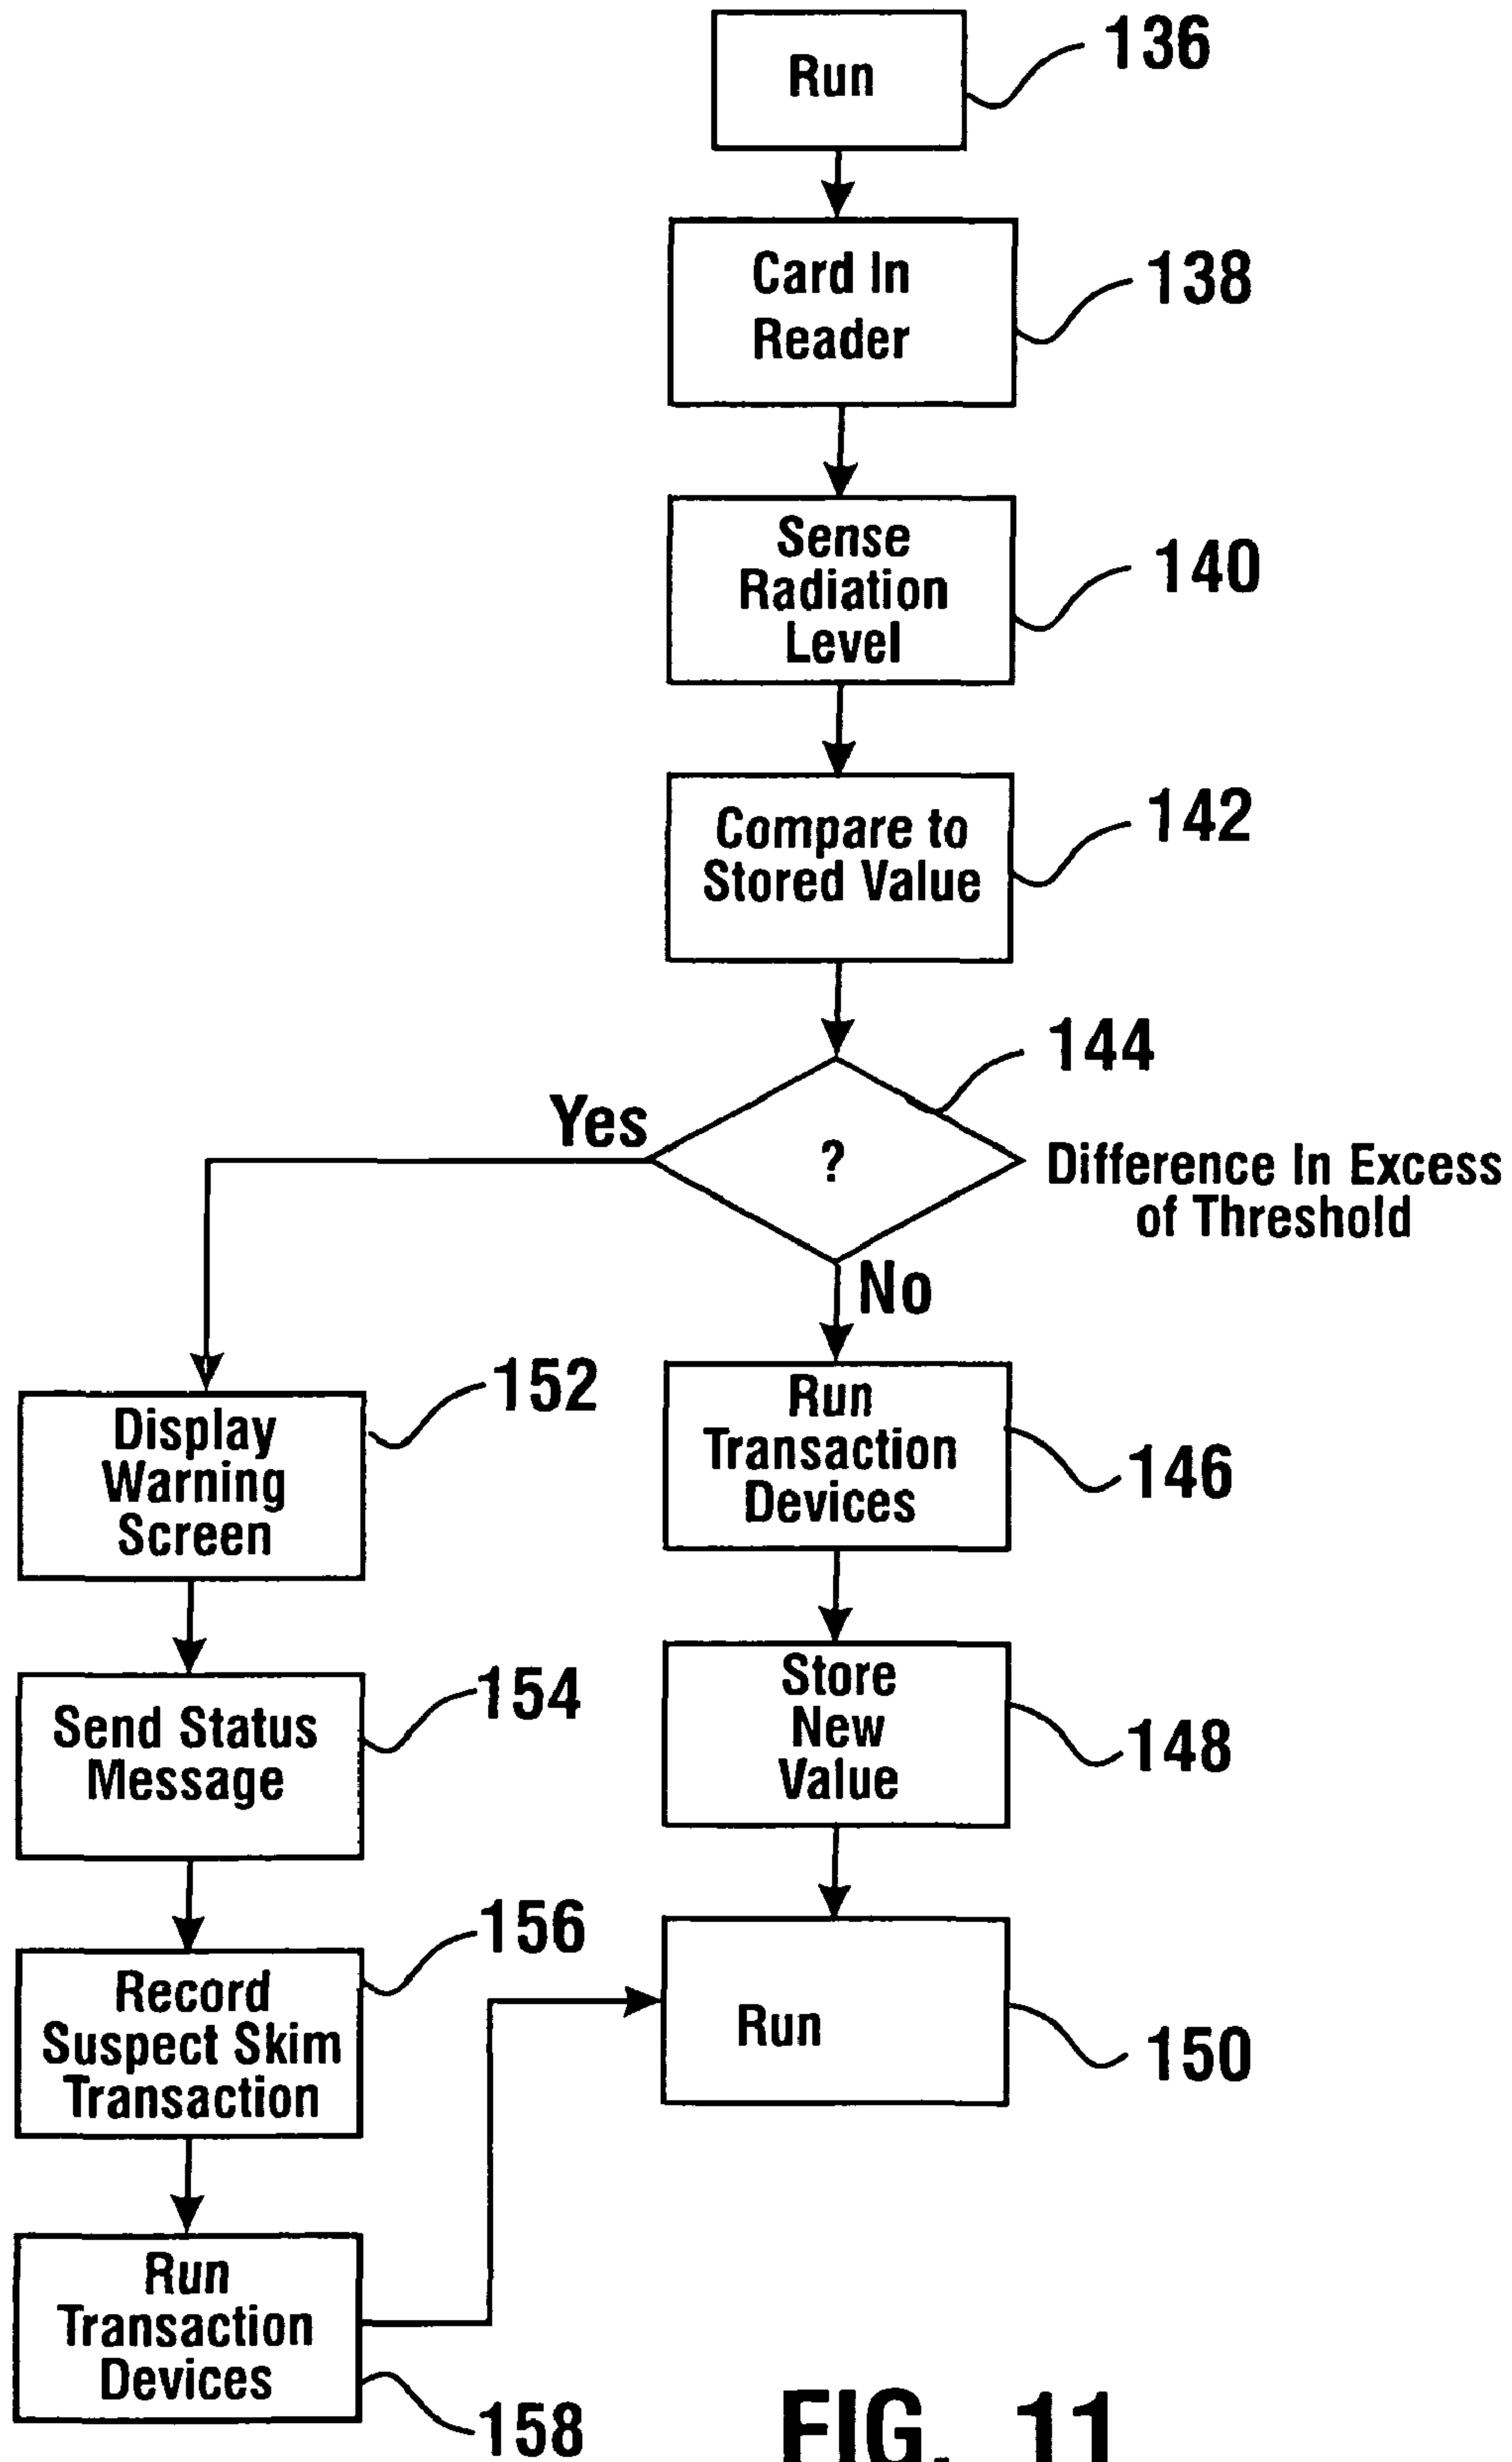 Run
136
Card In
Reader
138
Sense
Radiation
Level
140
Compare to
Stored Value
142
144
Yes
?
Difference In Excess
of Threshold
No
Display
Warning
Screen
152
Run
Transaction
Devices
146
Send Status
Message
154
Store
New
Value
148
Record
Suspect Skim
Transaction
156
Run
150
Run
Transaction
Devices
158
FIG. 11